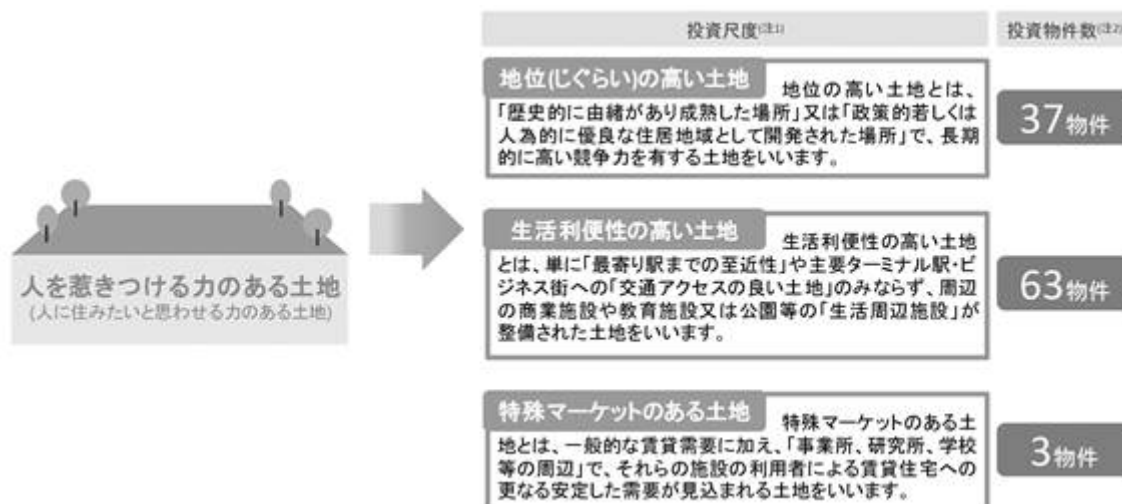 投資尺度(注1)
投資物件数(注2)
地位(じぐらい)の高い土地
地位の高い土地とは、
「歴史的に由緒があり成熟した場所」又は「政策的若しくは
人為的に優良な住居地域として開発された場所」で、長期
的に高い競争力を有する土地をいいます。
37物件
生活利便性の高い土地
生活利便性の高い土地
とは、単に「最寄り駅までの至近性」や主要ターミナル駅・ビ
ジネス街への「交通アクセスの良い土地」のみならず、周辺
の商業施設や教育施設又は公園等の「生活周辺施設」が
整備された土地をいいます。
63物件
人を惹きつける力のある土地
(人に住みたいと思わせる力のある土地)
特殊マーケットのある土地
特殊マーケットのある土
地とは、一般的な賃貸需要に加え、「事業所、研究所、学校
等の周辺」で、それらの施設の利用者による賃貸住宅への
更なる安定した需要が見込まれる土地をいいます。
3物件